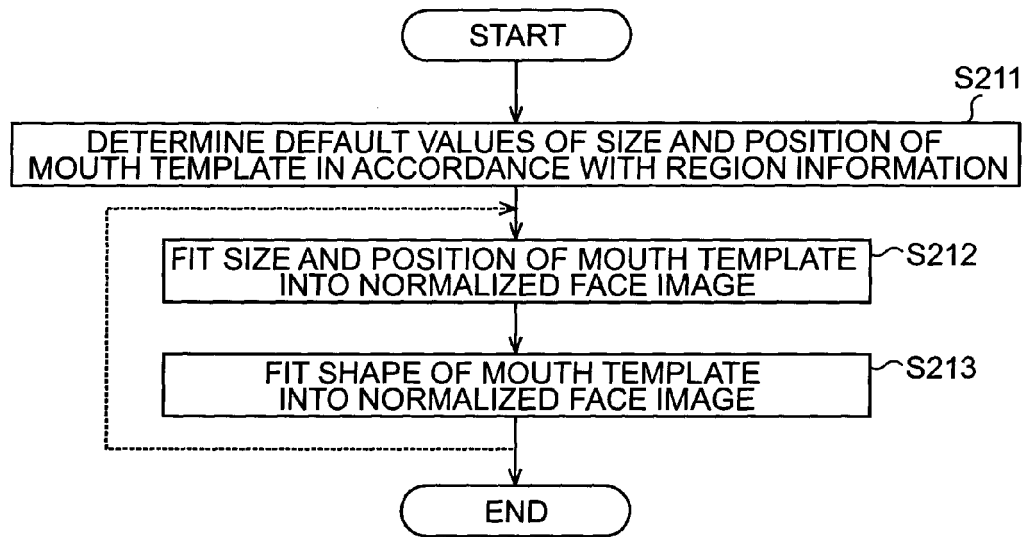 START
S211
DETERMINE DEFAULT VALUES OF SIZE AND POSITION OF
MOUTH TEMPLATE IN ACCORDANCE WITH REGION INFORMATION
FIT SIZE AND POSITION OF MOUTH TEMPLATE
INTO NORMALIZED FACE IMAGE
S212
FIT SHAPE OF MOUTH TEMPLATE
INTO NORMALIZED FACE IMAGE
S213
END